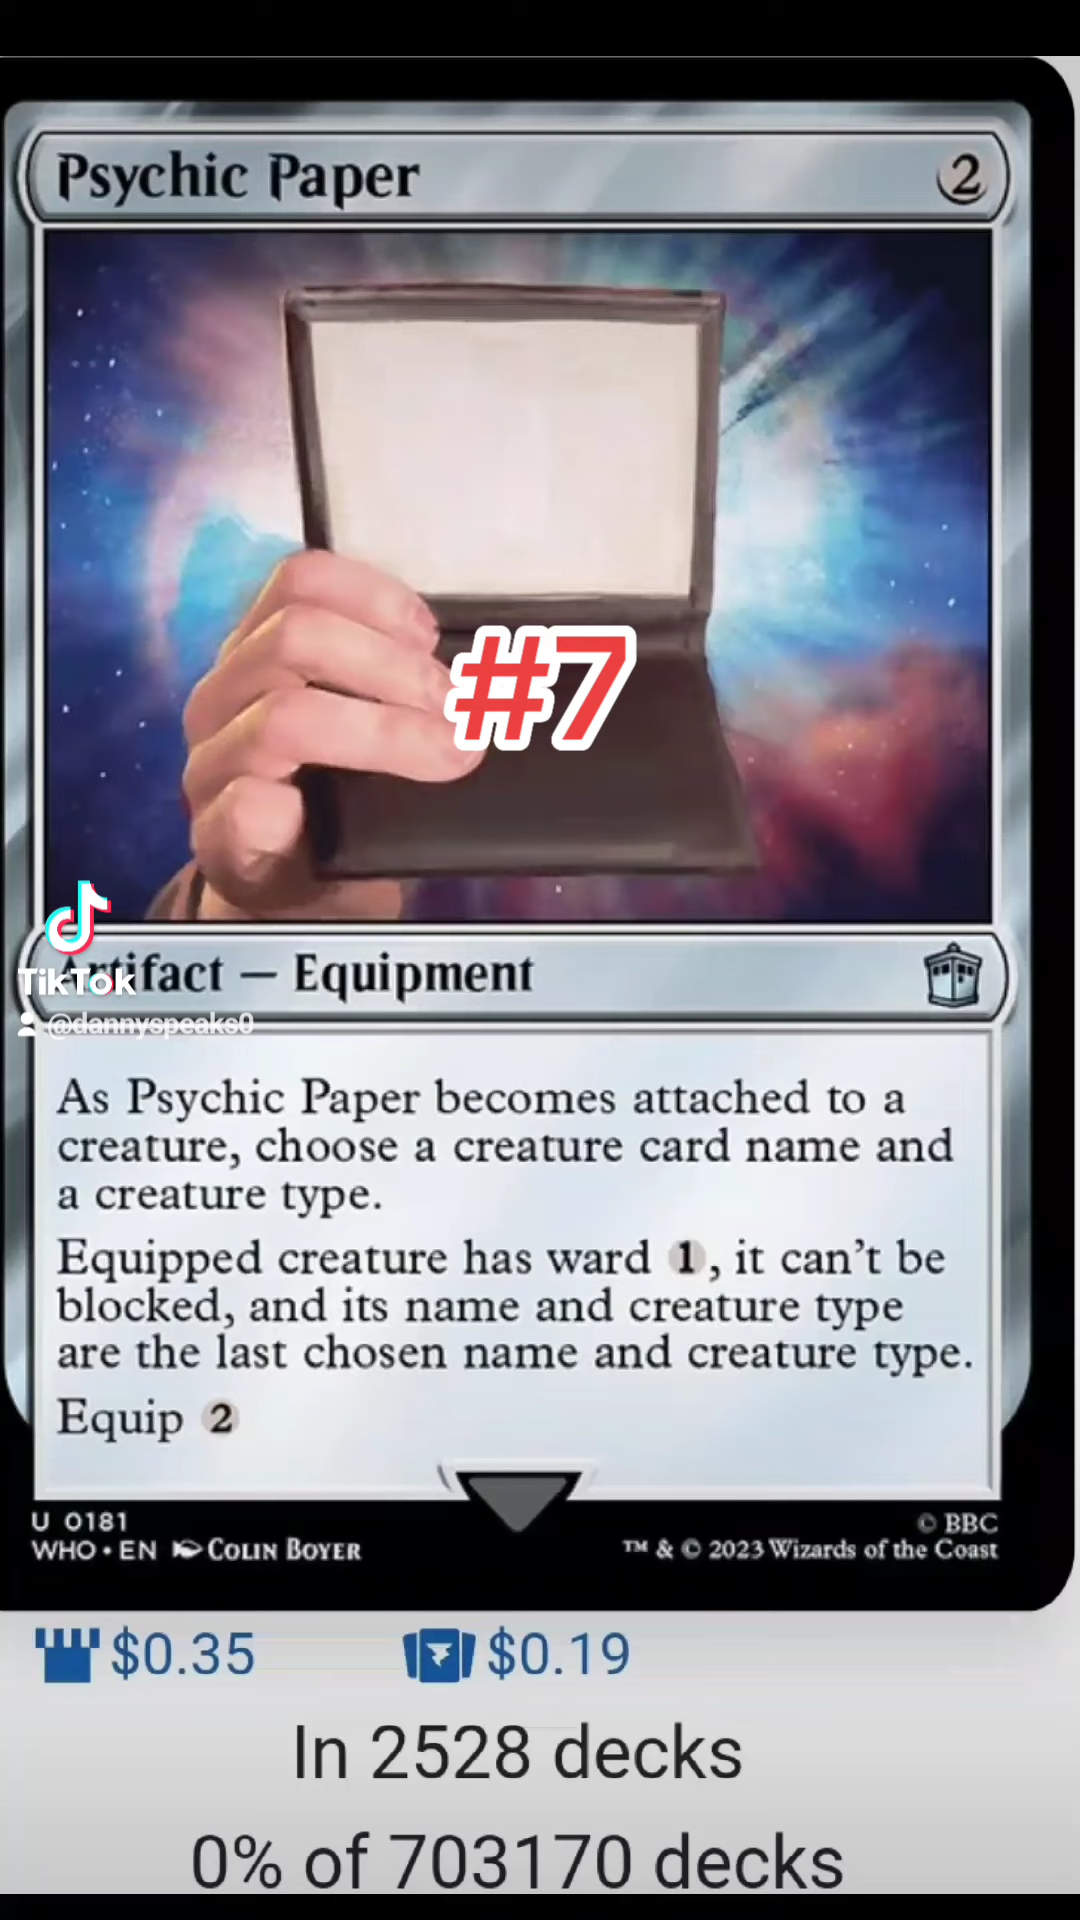 Psychic Paper 2
#7
TikTok
@dannyspeaks0
Artifact — Equipment
As Psychic Paper becomes attached to a
creature, choose a creature card name and
a creature type.
Equipped creature has ward 1, it can't be
blocked, and its name and creature type
are the last chosen name and creature type.
Equip 2
U 0181
© BBC
WHO • EN COLIN BOYER
™ & © 2023 Wizards of the Coast
$0.35 $0.19
In 2528 decks
0% of 703170 decks